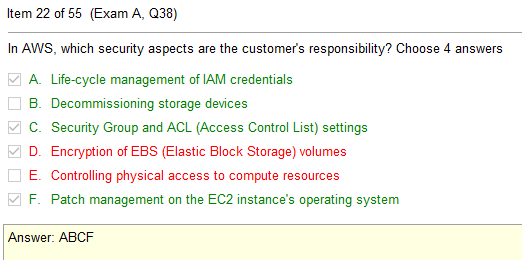 Item 22 of 55 (Exam A, Q38)
In AWS, which security aspects are the customer's responsibility? Choose 4 answers
A. Life-cycle management of IAM credentials
B. Decommissioning storage devices
C. Security Group and ACL (Access Control List) settings
D. Encryption of EBS (Elastic Block Storage) volumes
E. Controlling physical access to compute resources
F. Patch management on the EC2 instance's operating system
Answer: ABCF